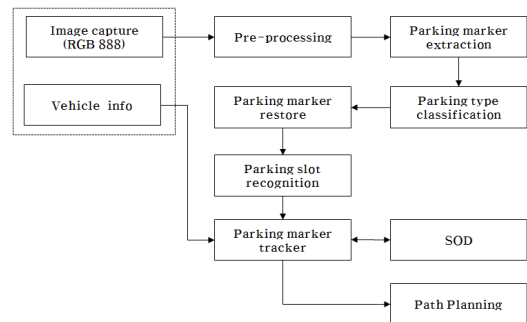 Image capture
(RGB 888)
Pre-processing
Parking marker
extraction
Vehicle info
Parking marker
restore
Parking type
classification
Parking slot
recognition
Parking marker
tracker
SOD
Path Planning